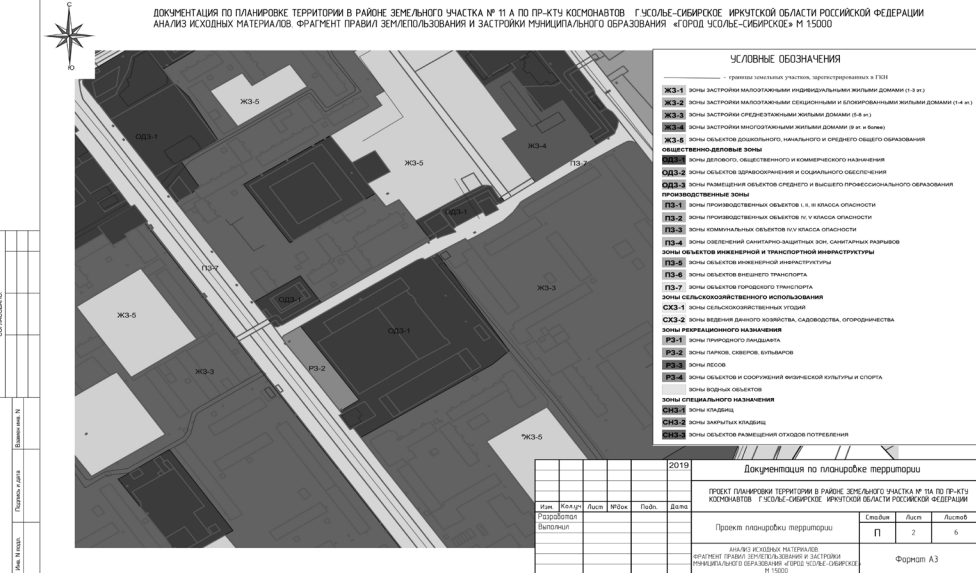 С
Ю
ДОКУМЕНТАЦИЯ ПО ПЛАНИРОВКЕ ТЕРРИТОРИИ В РАЙОНЕ ЗЕМЕЛЬНОГО УЧАСТКА № 11 А ПО ПР-КТУ КОСМОНАВТОВ Г.УСОЛЬЕ-СИБИРСКОЕ ИРКУТСКОЙ ОБЛАСТИ РОССИЙСКОЙ ФЕДЕРАЦИИ
АНАЛИЗ ИСХОДНЫХ МАТЕРИАЛОВ. ФРАГМЕНТ ПРАВИЛ ЗЕМЛЕПОЛЬЗОВАНИЯ И ЗАСТРОЙКИ МУНИЦИПАЛЬНОГО ОБРАЗОВАНИЯ «ГОРОД УСОЛЬЕ-СИБИРСКОЕ» М 1:5000
ЖЗ-5
ОДЗ-1
ЖЗ-5
ЖЗ-4
ПЗ-7
ОДЗ-1
ПЗ-7
ОДЗ-1
ЖЗ-3
ЖЗ-5
ОДЗ-1
РЗ-2
ЖЗ-3
ЖЗ-5
УСЛОВНЫЕ ОБОЗНАЧЕНИЯ
- границы земельных участков, зарегистрированных в ГКН
ЖЗ-1 ЗОНЫ ЗАСТРОЙКИ МАЛОЭТАЖНЫМИ ИНДИВИДУАЛЬНЫМИ ЖИЛЫМИ ДОМАМИ (1-3 эт.)
ЖЗ-2 ЗОНЫ ЗАСТРОЙКИ МАЛОЭТАЖНЫМИ СЕКЦИОННЫМИ И БЛОКИРОВАННЫМИ ЖИЛЫМИ ДОМАМИ (1-4 эт.)
ЖЗ-3 ЗОНЫ ЗАСТРОЙКИ СРЕДНЕЭТАЖНЫМИ ЖИЛЫМИ ДОМАМИ (5-8 эт.)
ЖЗ-4 ЗОНЫ ЗАСТРОЙКИ МНОГОЭТАЖНЫМИ ЖИЛЫМИ ДОМАМИ (9 эт. и более)
ЖЗ-5 ЗОНЫ ОБЪЕКТОВ ДОШКОЛЬНОГО, НАЧАЛЬНОГО И СРЕДНЕГО ОБЩЕГО ОБРАЗОВАНИЯ
ОБЩЕСТВЕННО-ДЕЛОВЫЕ ЗОНЫ
ОДЗ-1 ЗОНЫ ДЕЛОВОГО, ОБЩЕСТВЕННОГО И КОММЕРЧЕСКОГО НАЗНАЧЕНИЯ
ОДЗ-2 ЗОНЫ ОБЪЕКТОВ ЗДРАВООХРАНЕНИЯ И СОЦИАЛЬНОГО ОБЕСПЕЧЕНИЯ
ОДЗ-3 ЗОНЫ РАЗМЕЩЕНИЯ ОБЪЕКТОВ СРЕДНЕГО И ВЫСШЕГО ПРОФЕССИОНАЛЬНОГО ОБРАЗОВАНИЯ
ПРОИЗВОДСТВЕННЫЕ ЗОНЫ
ПЗ-1 ЗОНЫ ПРОИЗВОДСТВЕННЫХ ОБЪЕКТОВ I, II, III КЛАССА ОПАСНОСТИ
ПЗ-2 ЗОНЫ ПРОИЗВОДСТВЕННЫХ ОБЪЕКТОВ IV, V КЛАССА ОПАСНОСТИ
ПЗ-3 ЗОНЫ КОММУНАЛЬНЫХ ОБЪЕКТОВ IV,V КЛАССА ОПАСНОСТИ
ПЗ-4 ЗОНЫ ОЗЕЛЕНЕНИЙ САНИТАРНО-ЗАЩИТНЫХ ЗОН, САНИТАРНЫХ РАЗРЫВОВ
ЗОНЫ ОБЪЕКТОВ ИНЖЕНЕРНОЙ И ТРАНСПОРТНОЙ ИНФРАСТРУКТУРЫ
ПЗ-5 ЗОНЫ ОБЪЕКТОВ ИНЖЕНЕРНОЙ ИНФРАСТРУКТУРЫ
ПЗ-6 ЗОНЫ ОБЪЕКТОВ ВНЕШНЕГО ТРАНСПОРТА
ПЗ-7 ЗОНЫ ОБЪЕКТОВ ГОРОДСКОГО ТРАНСПОРТА
ЗОНЫ СЕЛЬСКОХОЗЯЙСТВЕННОГО ИСПОЛЬЗОВАНИЯ
СХЗ-1 ЗОНЫ СЕЛЬСКОХОЗЯЙСТВЕННЫХ УГОДИЙ
СХЗ-2 ЗОНЫ ВЕДЕНИЯ ДАЧНОГО ХОЗЯЙСТВА, САДОВОДСТВА, ОГОРОДНИЧЕСТВА
ЗОНЫ РЕКРЕАЦИОННОГО НАЗНАЧЕНИЯ
РЗ-1 ЗОНЫ ПРИРОДНОГО ЛАНДШАФТА
РЗ-2 ЗОНЫ ПАРКОВ, СКВЕРОВ, БУЛЬВАРОВ
РЗ-3 ЗОНЫ ЛЕСОВ
РЗ-4 ЗОНЫ ОБЪЕКТОВ И СООРУЖЕНИЙ ФИЗИЧЕСКОЙ КУЛЬТУРЫ И СПОРТА
ЗОНЫ ВОДНЫХ ОБЪЕКТОВ
ЗОНЫ СПЕЦИАЛЬНОГО НАЗНАЧЕНИЯ
СНЗ-1 ЗОНЫ КЛАДБИЩ
СНЗ-2 ЗОНЫ ЗАКРЫТЫХ КЛАДБИЩ
СНЗ-3 ЗОНЫ ОБЪЕКТОВ РАЗМЕЩЕНИЯ ОТХОДОВ ПОТРЕБЛЕНИЯ
Взамен инв. N
Подпись и дата
Инв. N подл.
2019
Изм. Кол.уч Лист №док Подп. Дата
Разработал
Выполнил
Документация по планировке территории
ПРОЕКТ ПЛАНИРОВКИ ТЕРРИТОРИИ В РАЙОНЕ ЗЕМЕЛЬНОГО УЧАСТКА № 11А ПО ПР-КТУ
КОСМОНАВТОВ Г.УСОЛЬЕ-СИБИРСКОЕ ИРКУТСКОЙ ОБЛАСТИ РОССИЙСКОЙ ФЕДЕРАЦИИ
Проект планировки территории
Стадия Лист Листов
П 2 6
АНАЛИЗ ИСХОДНЫХ МАТЕРИАЛОВ.
ФРАГМЕНТ ПРАВИЛ ЗЕМЛЕПОЛЬЗОВАНИЯ И ЗАСТРОЙКИ
МУНИЦИПАЛЬНОГО ОБРАЗОВАНИЯ «ГОРОД УСОЛЬЕ-СИБИРСКОЕ»
М 1:5000
Формат А3